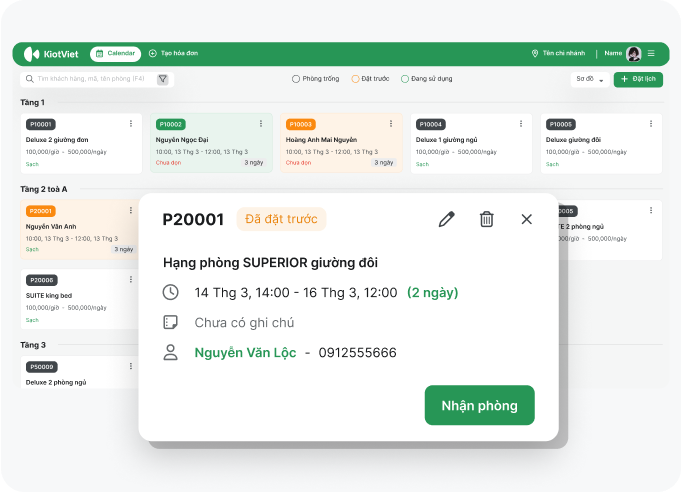 KiotViet Calendar Tạo hóa đơn Tên chi nhánh | Name
Tìm khách hàng, mã, tên phòng (F4) Phòng trống Đặt trước Đang sử dụng Sơ đồ + Đặt lịch
Tầng 1
P10001 P10002 P10003 P10004 P10005
Deluxe 2 giường đơn Nguyễn Ngọc Đại Hoàng Anh Mai Nguyên Deluxe 1 giường ngủ Deluxe giường đôi
100,000/giờ - 500,000/ngày 10:00, 13 Thg 3 - 12:00, 13 Thg 3 10:00, 13 Thg 3 - 12:00, 13 Thg 3 100,000/giờ - 500,000/ngày 100,000/giờ - 500,000/ngày
Sạch Chưa dọn 3 ngày Chưa dọn 3 ngày Sạch Sạch
Tầng 2 toà A
P20001
Nguyễn Văn Anh
10:00, 13 Thg 3 - 12:00, 13 Thg 3
Sạch 3 ngày
2 phòng ngủ
500,000/ngày
P20006
SUITE king bed
100,000/giờ - 500,000/ngày
Sạch
Tầng 3
P50009
Deluxe 2 phòng ngủ
P20001 Đã đặt trước
Hạng phòng SUPERIOR giường đôi
14 Thg 3, 14:00 - 16 Thg 3, 12:00 (2 ngày)
Chưa có ghi chú
Nguyễn Văn Lộc - 0912555666
Nhận phòng